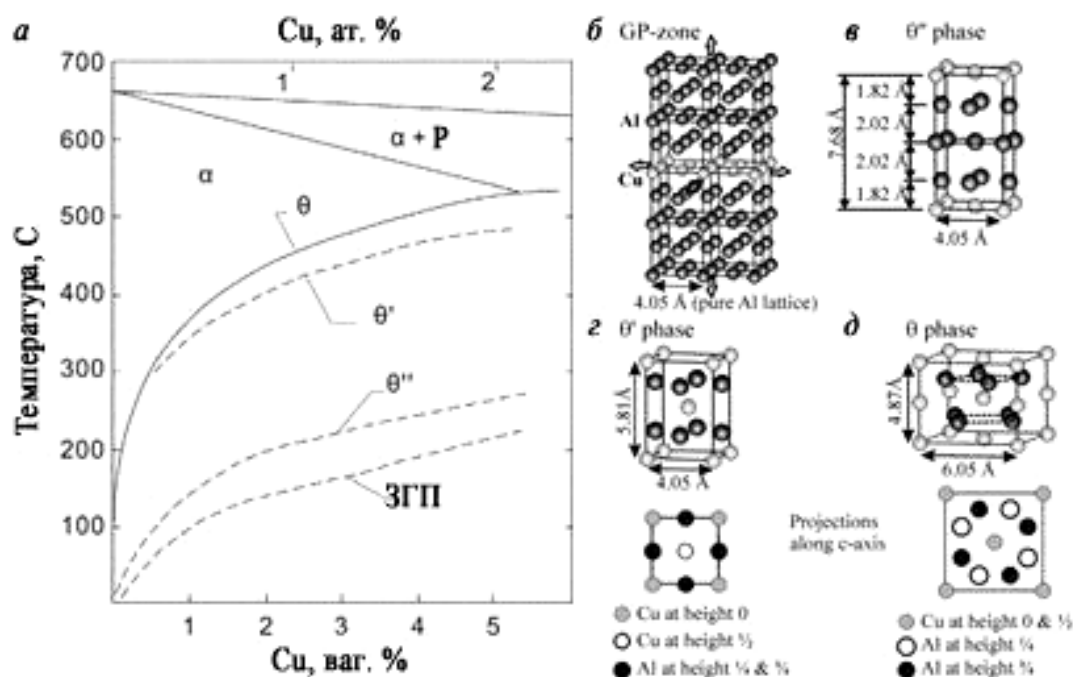 а
Cu, ат. %
1
2
700
600
500
400
300
200
100
Температура, С
α + Р
α
θ
θ'
θ''
ЗГП
1
2
3
4
5
Cu, ваг. %
б
GP-zone
Al
Cu
4.05 Å (pure Al lattice)
в
θ'' phase
7.68 Å
1.82 Å
2.02 Å
2.02 Å
1.82 Å
4.05 Å
г
θ' phase
5.81Å
4.05 Å
д
θ phase
4.87Å
6.05 Å
Projections
along c-axis
Cu at height 0
Cu at height ½
Al at height ¼ & ¾
Cu at height 0 & ½
Al at height ¼
Al at height ¾